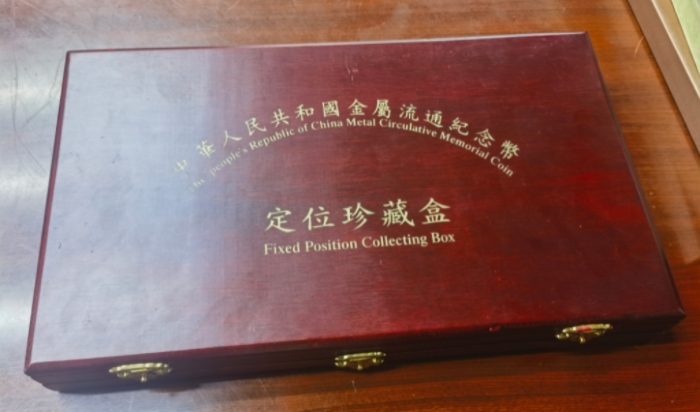 中華人民共和國金屬流通紀念幣
The people's Republic of China Metal Circulative Memorial Coin
定位珍藏盒
Fixed Position Collecting Box